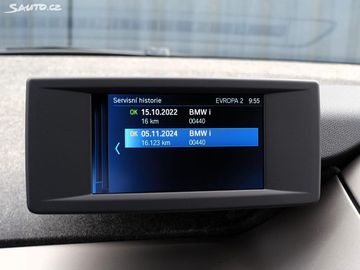 SAUTO.CZ
Servisní historie EVROPA 2 9:55
OK 15.10.2022 BMW i
16 km 00440
OK 05.11.2024 BMW i
16.123 km 00440